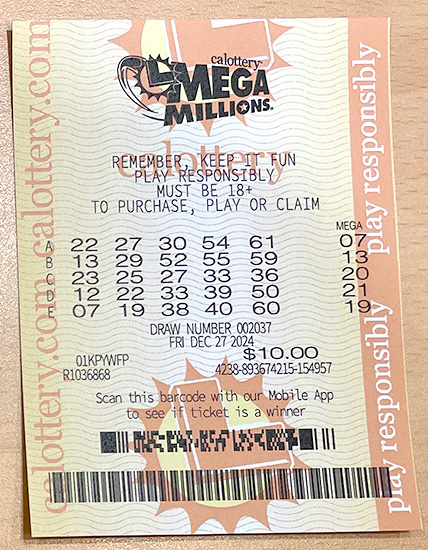 calottery
MEGA
MILLIONS
calottery
REMEMBER, KEEP IT FUN
PLAY RESPONSIBLY
MUST BE 18+
TO PURCHASE, PLAY OR CLAIM
MEGA
A 22 27 30 54 61 07
B 13 29 52 55 59 13
C 23 25 27 33 36 20
D 12 22 33 39 50 21
E 07 19 38 40 60 19
DRAW NUMBER 002037
FRI DEC 27 2024
01KPYWFP $10.00
R1036868 4238-893674215-154957
Scan this barcode with our Mobile App
to see if ticket is a winner
calottery.com calottery.com
play responsibly play responsibly